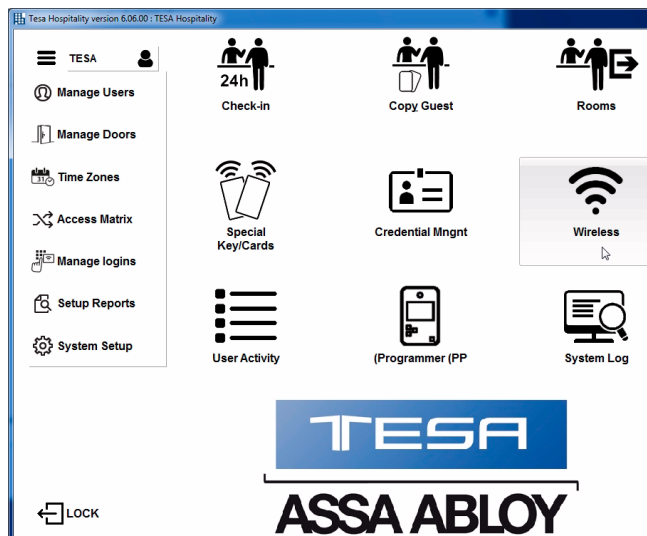 Tesa Hospitality version 6.06.00 : TESA Hospitality
TESA
Manage Users
Manage Doors
31
Time Zones
Access Matrix
Manage logins
Setup Reports
System Setup
LOCK
24h
Check-in
Copy Guest
Rooms
Special
Key/Cards
Credential Mngnt
Wireless
User Activity
(Programmer (PP
System Log
TESA
ASSA ABLOY